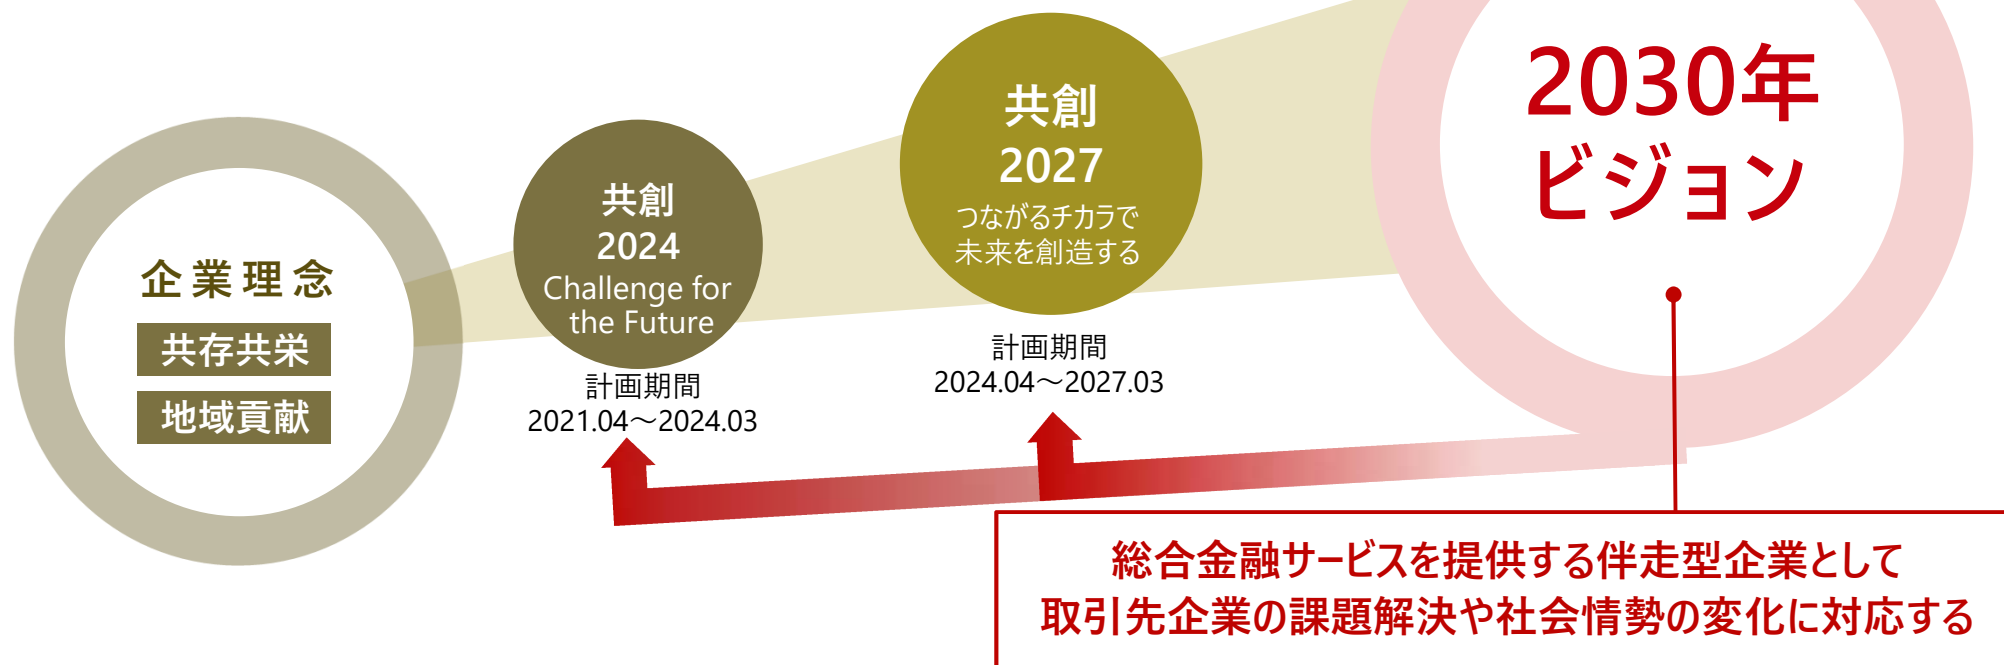 企業理念
共存共栄
地域貢献
共創
2024
Challenge for
the Future
計画期間
2021.04～2024.03
共創
2027
つながるチカラで
未来を創造する
計画期間
2024.04～2027.03
2030年
ビジョン
総合金融サービスを提供する伴走型企業として
取引先企業の課題解決や社会情勢の変化に対応する